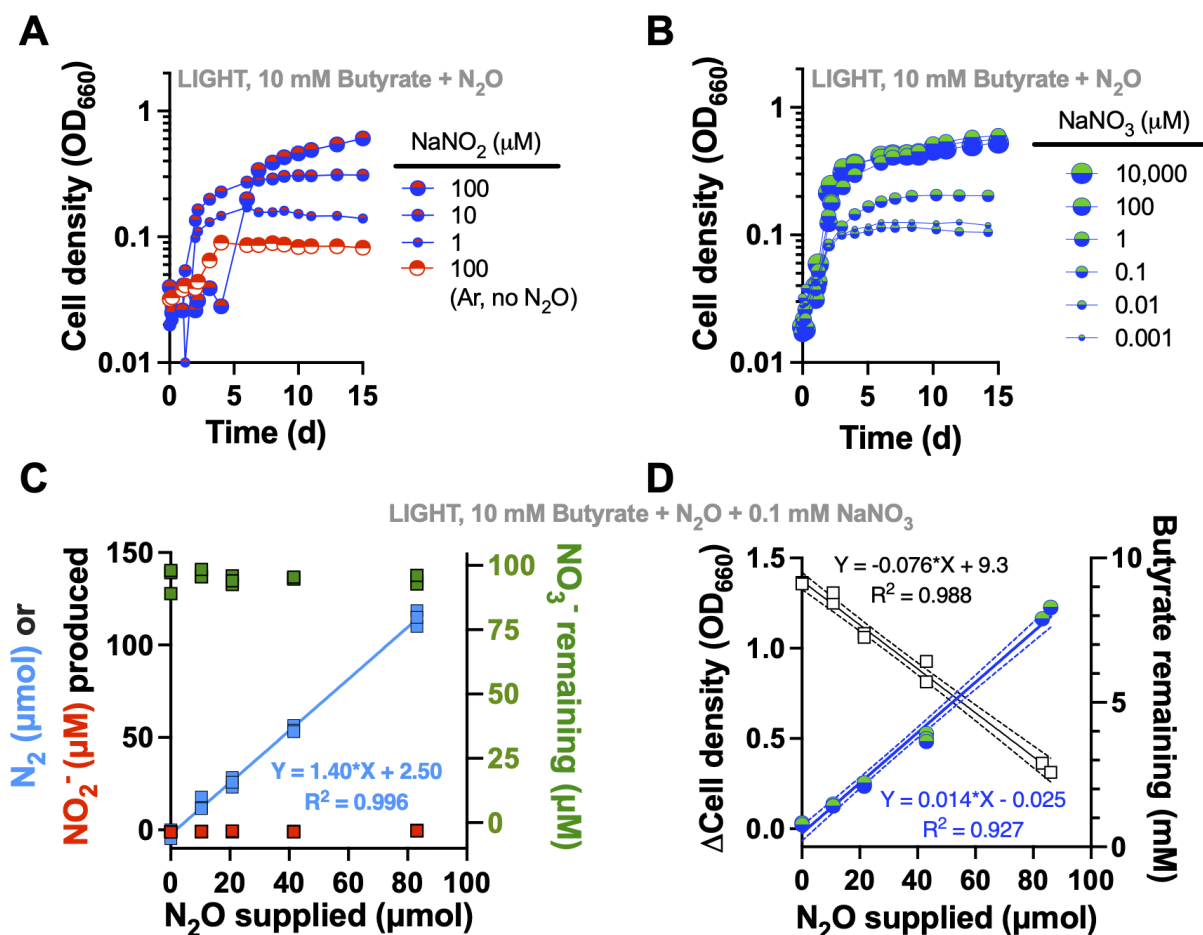 A
LIGHT, 10 mM Butyrate + N₂O
Cell density (OD₆₆₀)
1
0.1
0.01
0
5
10
15
Time (d)
NaNO₂ (μM)
100
10
1
100
(Ar, no N₂O)
B
LIGHT, 10 mM Butyrate + N₂O
Cell density (OD₆₆₀)
1
0.1
0.01
0
5
10
15
Time (d)
NaNO₃ (μM)
10,000
100
1
0.1
0.01
0.001
LIGHT, 10 mM Butyrate + N₂O + 0.1 mM NaNO₃
C
N₂ (μmol) or
NO₂⁻ (μM) produced
150
100
50
0
Y = 1.40*X + 2.50
R² = 0.996
100
75
50
25
0
NO₃⁻ remaining (μM)
0
20
40
60
80
100
N₂O supplied (μmol)
D
ΔCell density (OD₆₆₀)
1.5
1.0
0.5
0.0
Y = -0.076*X + 9.3
R² = 0.988
Y = 0.014*X - 0.025
R² = 0.927
10
5
0
Butyrate remaining (mM)
0
20
40
60
80
100
N₂O supplied (μmol)